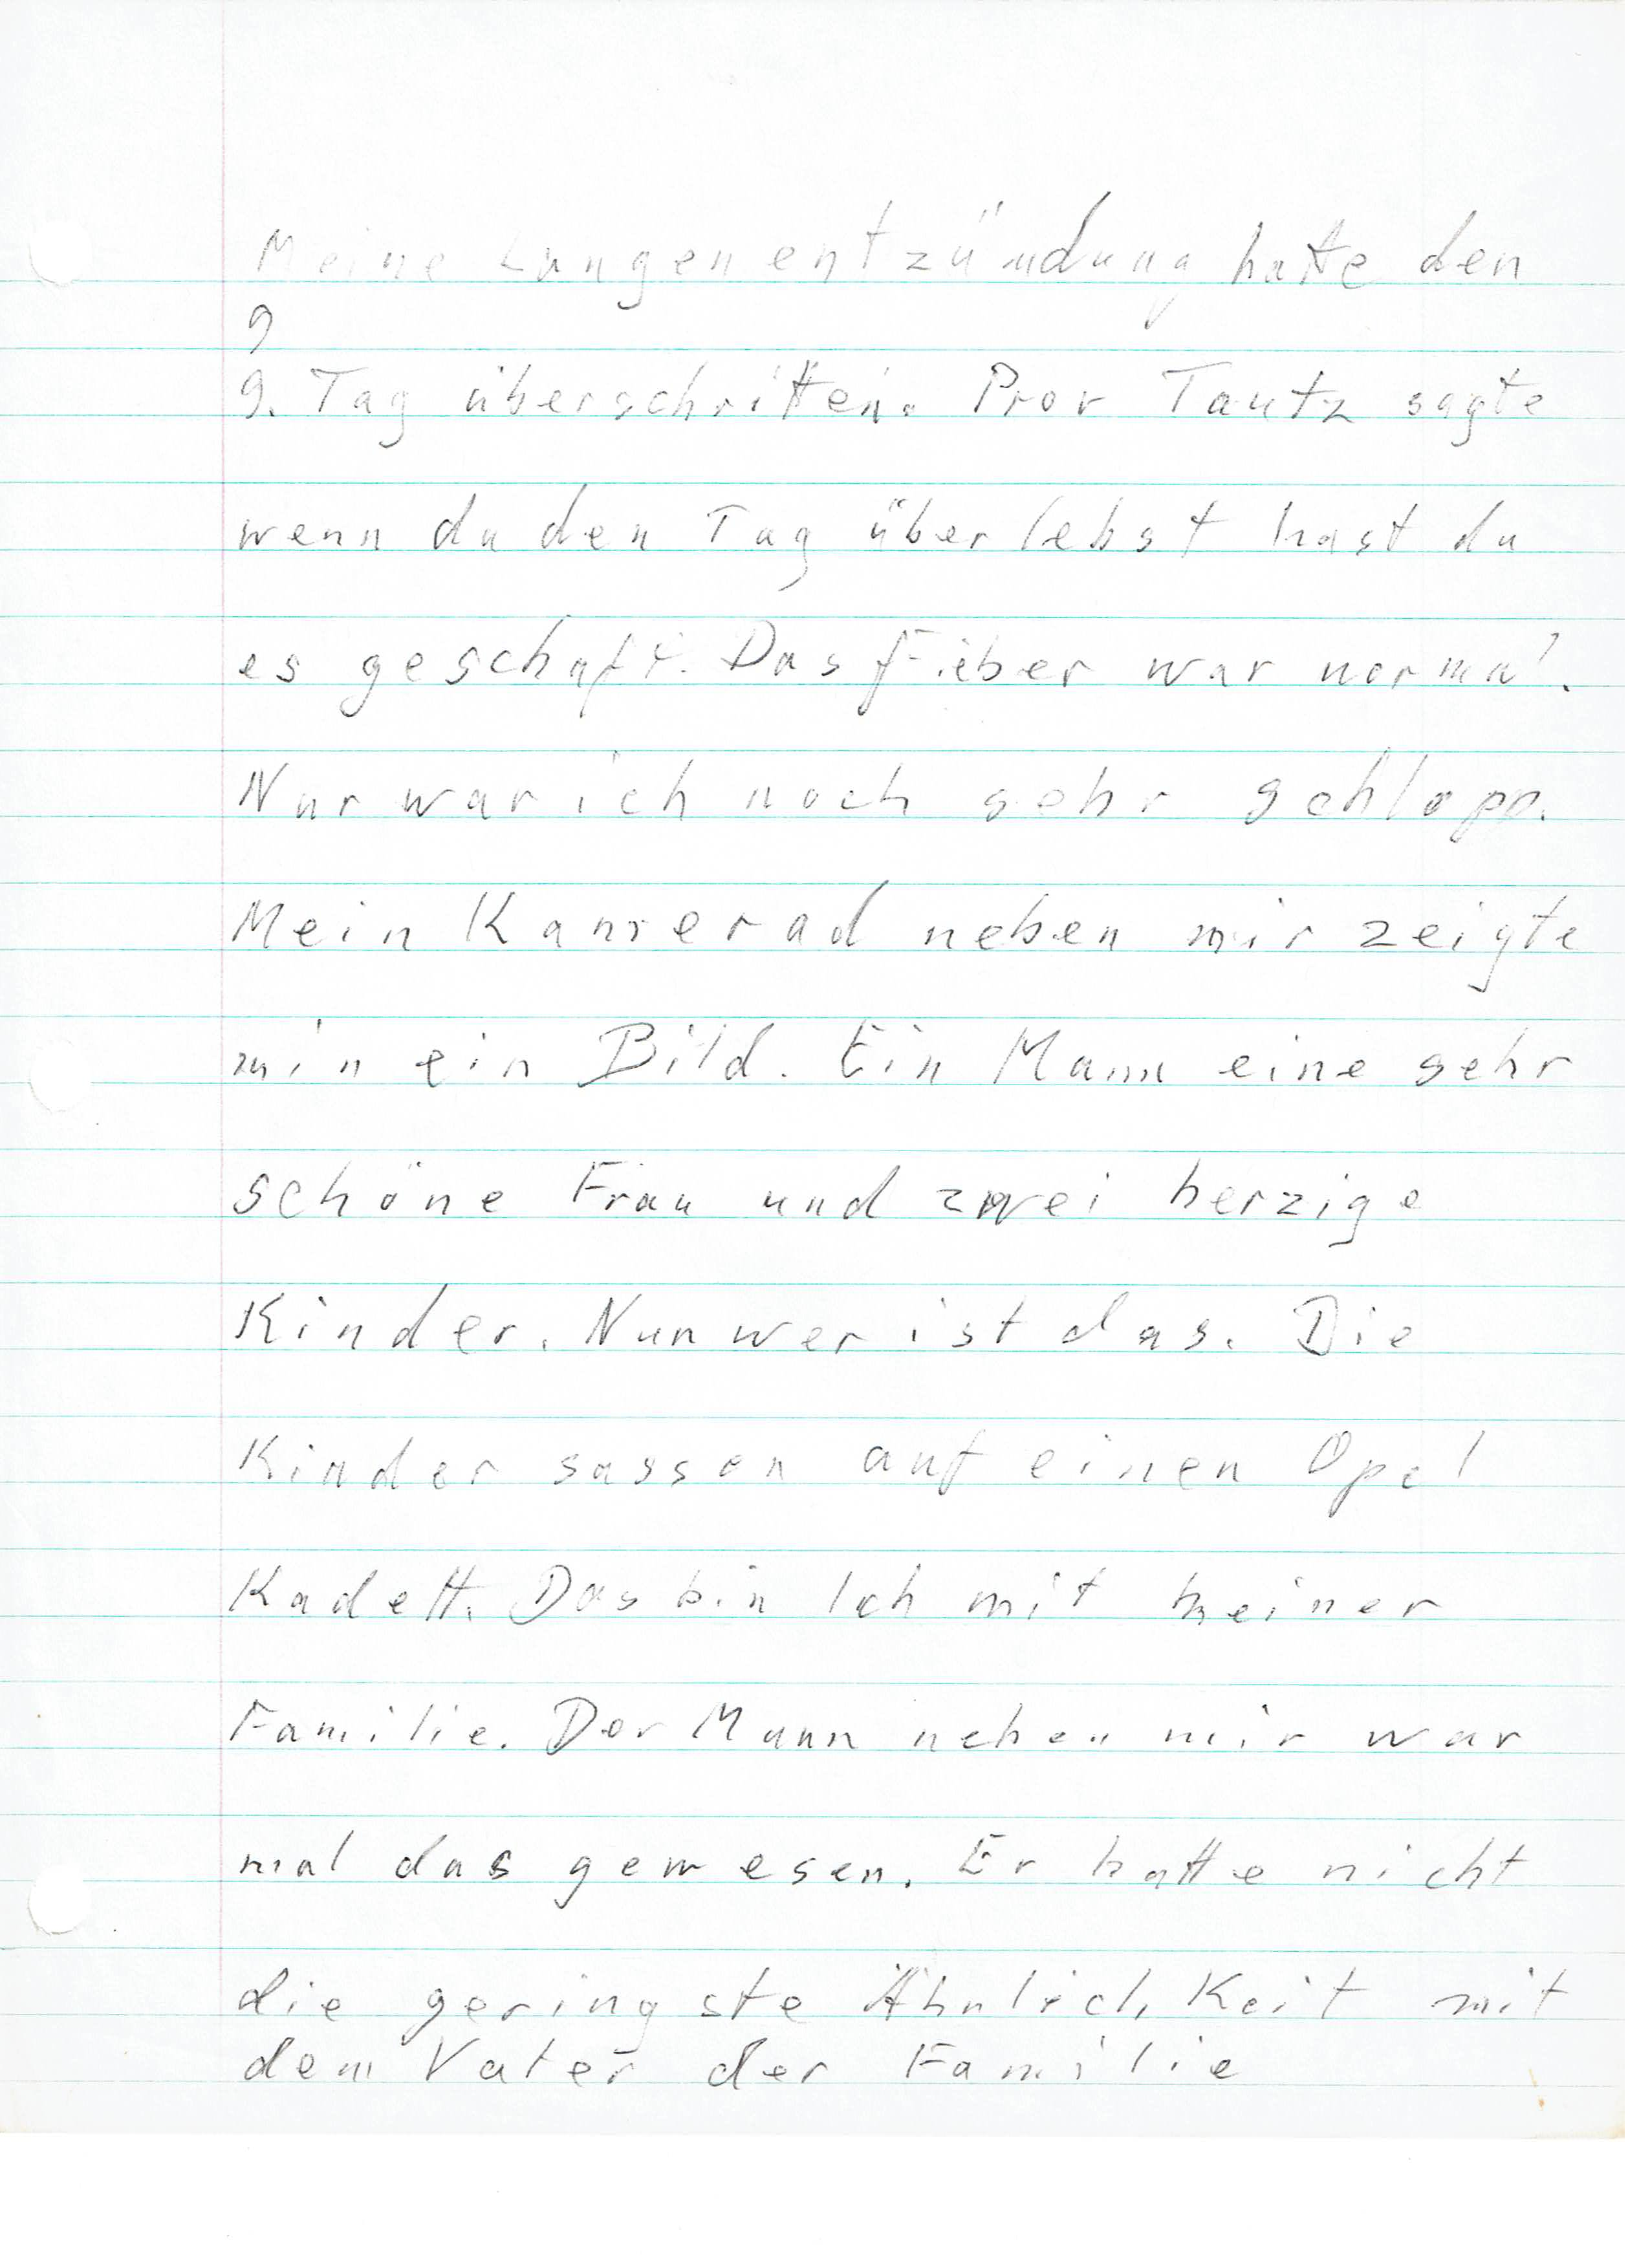 Meine Lungenentzündung hatte den
9
9. Tag überschritten. Prov Tautz sagte
wenn du den Tag überlebst hast du
es geschaft. Das Fieber war normal.
Nur war ich noch sehr schlapp.
Mein Kamerad neben mir zeigte
min ein Bild. Ein Mann eine sehr
schöne Frau und zwei herzige
Kinder. Nun wer ist das. Die
Kinder sassen auf einen Opel
Kadett. Das bin Ich mit meiner
Familie. Der Mann neben mir war
mal das gewesen. Er hatte nicht
die geringste Ähnlichkeit mit
dem Vater der Familie